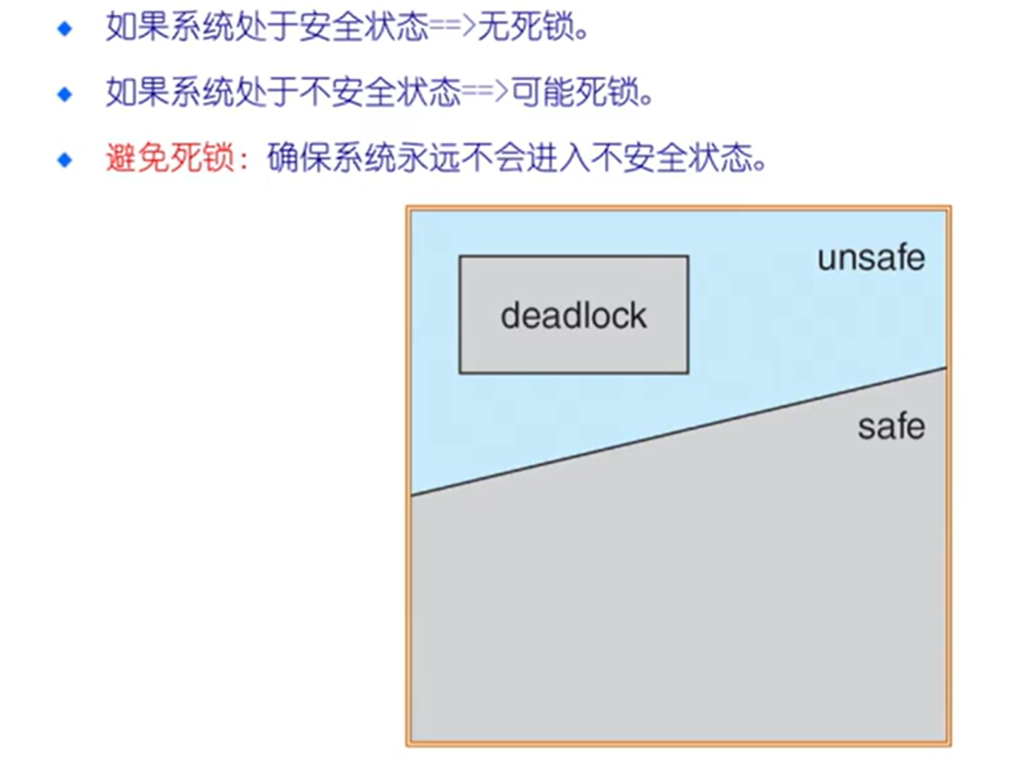 如果系统处于安全状态==>无死锁。
如果系统处于不安全状态==>可能死锁。
避免死锁：确保系统永远不会进入不安全状态。
unsafe
deadlock
safe